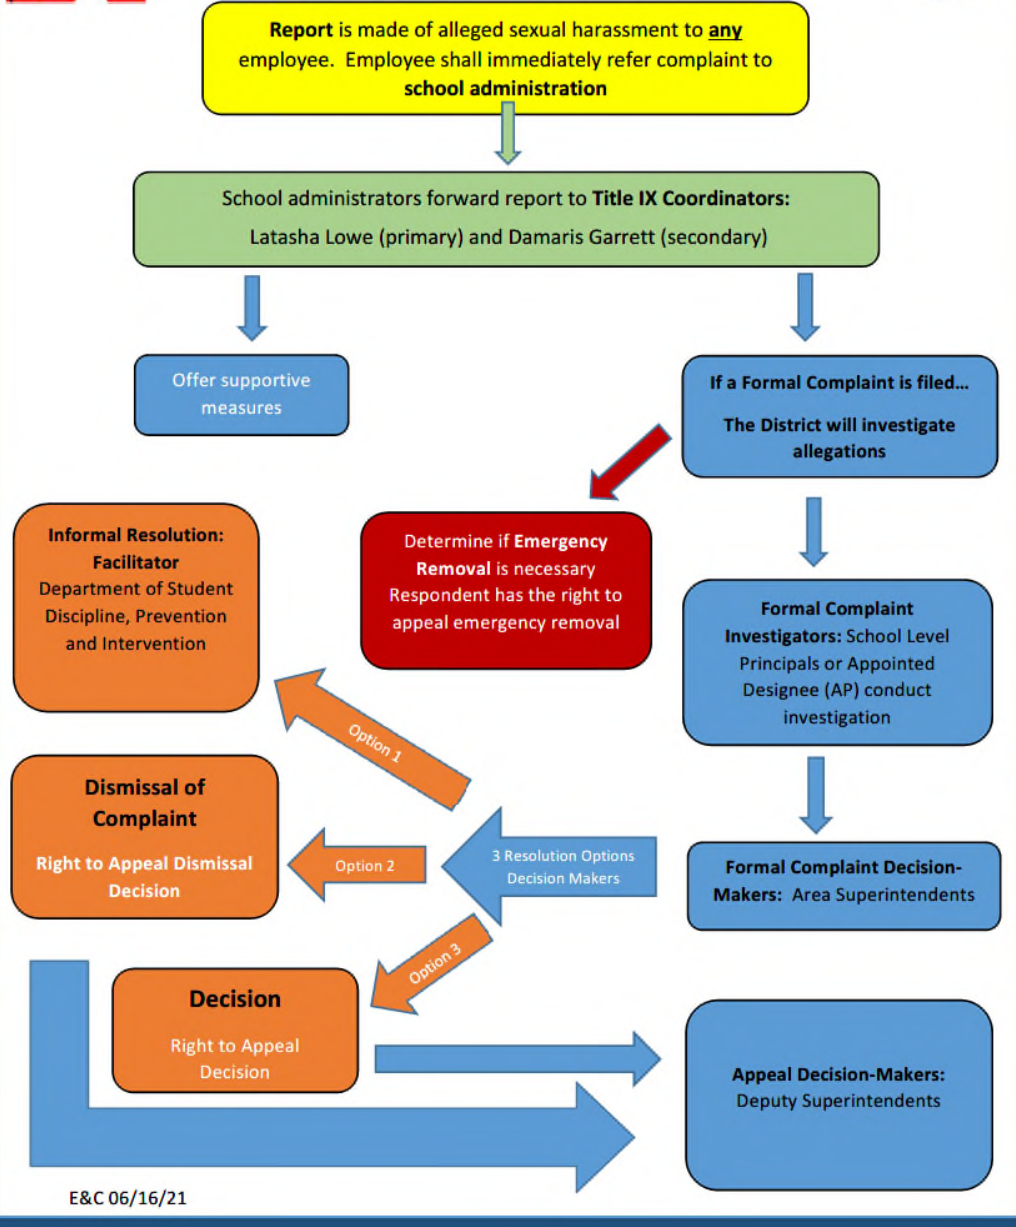 Report is made of alleged sexual harassment to any
employee. Employee shall immediately refer complaint to
school administration
School administrators forward report to Title IX Coordinators:
Latasha Lowe (primary) and Damaris Garrett (secondary)
Offer supportive
measures
If a Formal Complaint is filed…
The District will investigate
allegations
Informal Resolution:
Facilitator
Department of Student
Discipline, Prevention
and Intervention
Determine if Emergency
Removal is necessary
Respondent has the right to
appeal emergency removal
Formal Complaint
Investigators: School Level
Principals or Appointed
Designee (AP) conduct
investigation
Option 1
Dismissal of
Complaint
Right to Appeal Dismissal
Decision
Option 2
3 Resolution Options
Decision Makers
Formal Complaint Decision-
Makers: Area Superintendents
Option 3
Decision
Right to Appeal
Decision
Appeal Decision-Makers:
Deputy Superintendents
E&C 06/16/21